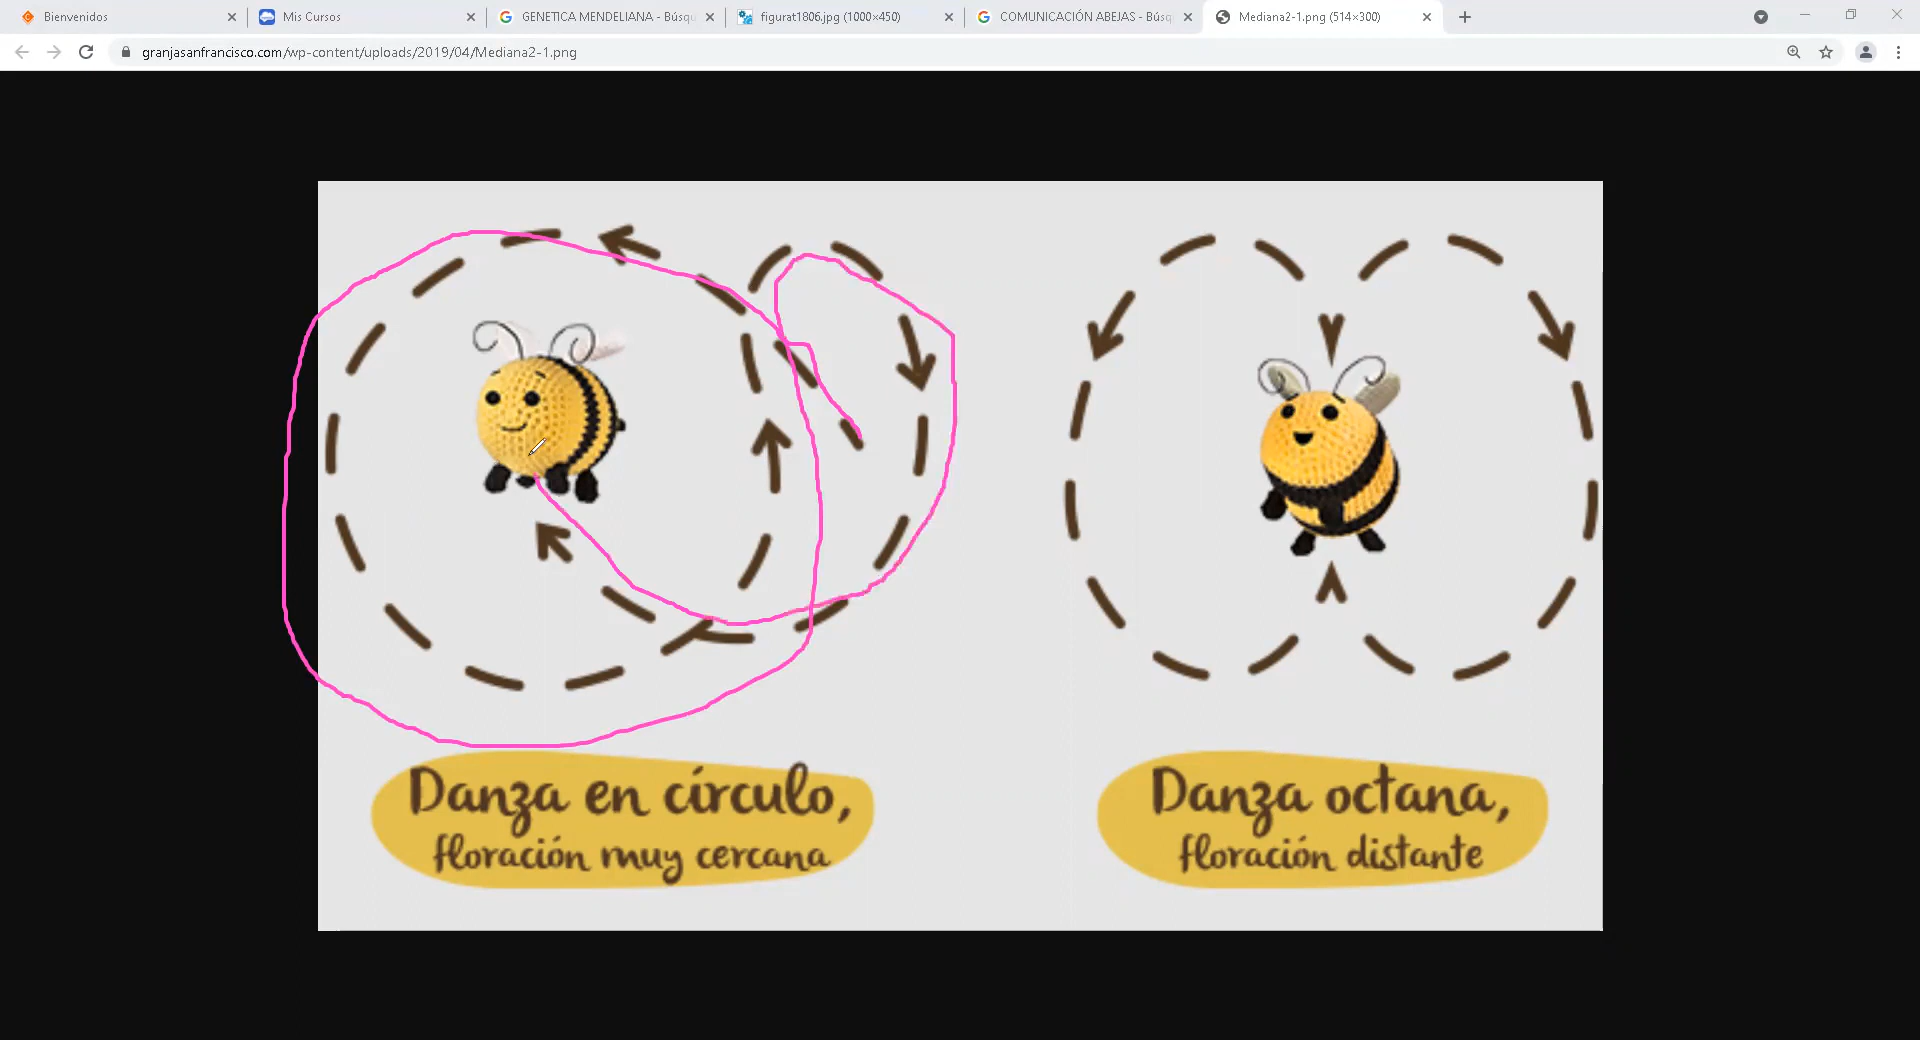 Bienvenidos
Mis Cursos
GENETICA MENDELIANA - Búsqu
figurat1806.jpg (1000×450)
COMUNICACIÓN ABEJAS - Búsq
Mediana2-1.png (514×300)
granjasanfrancisco.com/wp-content/uploads/2019/04/Mediana2-1.png
Danza en círculo,
floración muy cercana
Danza octana,
floración distante